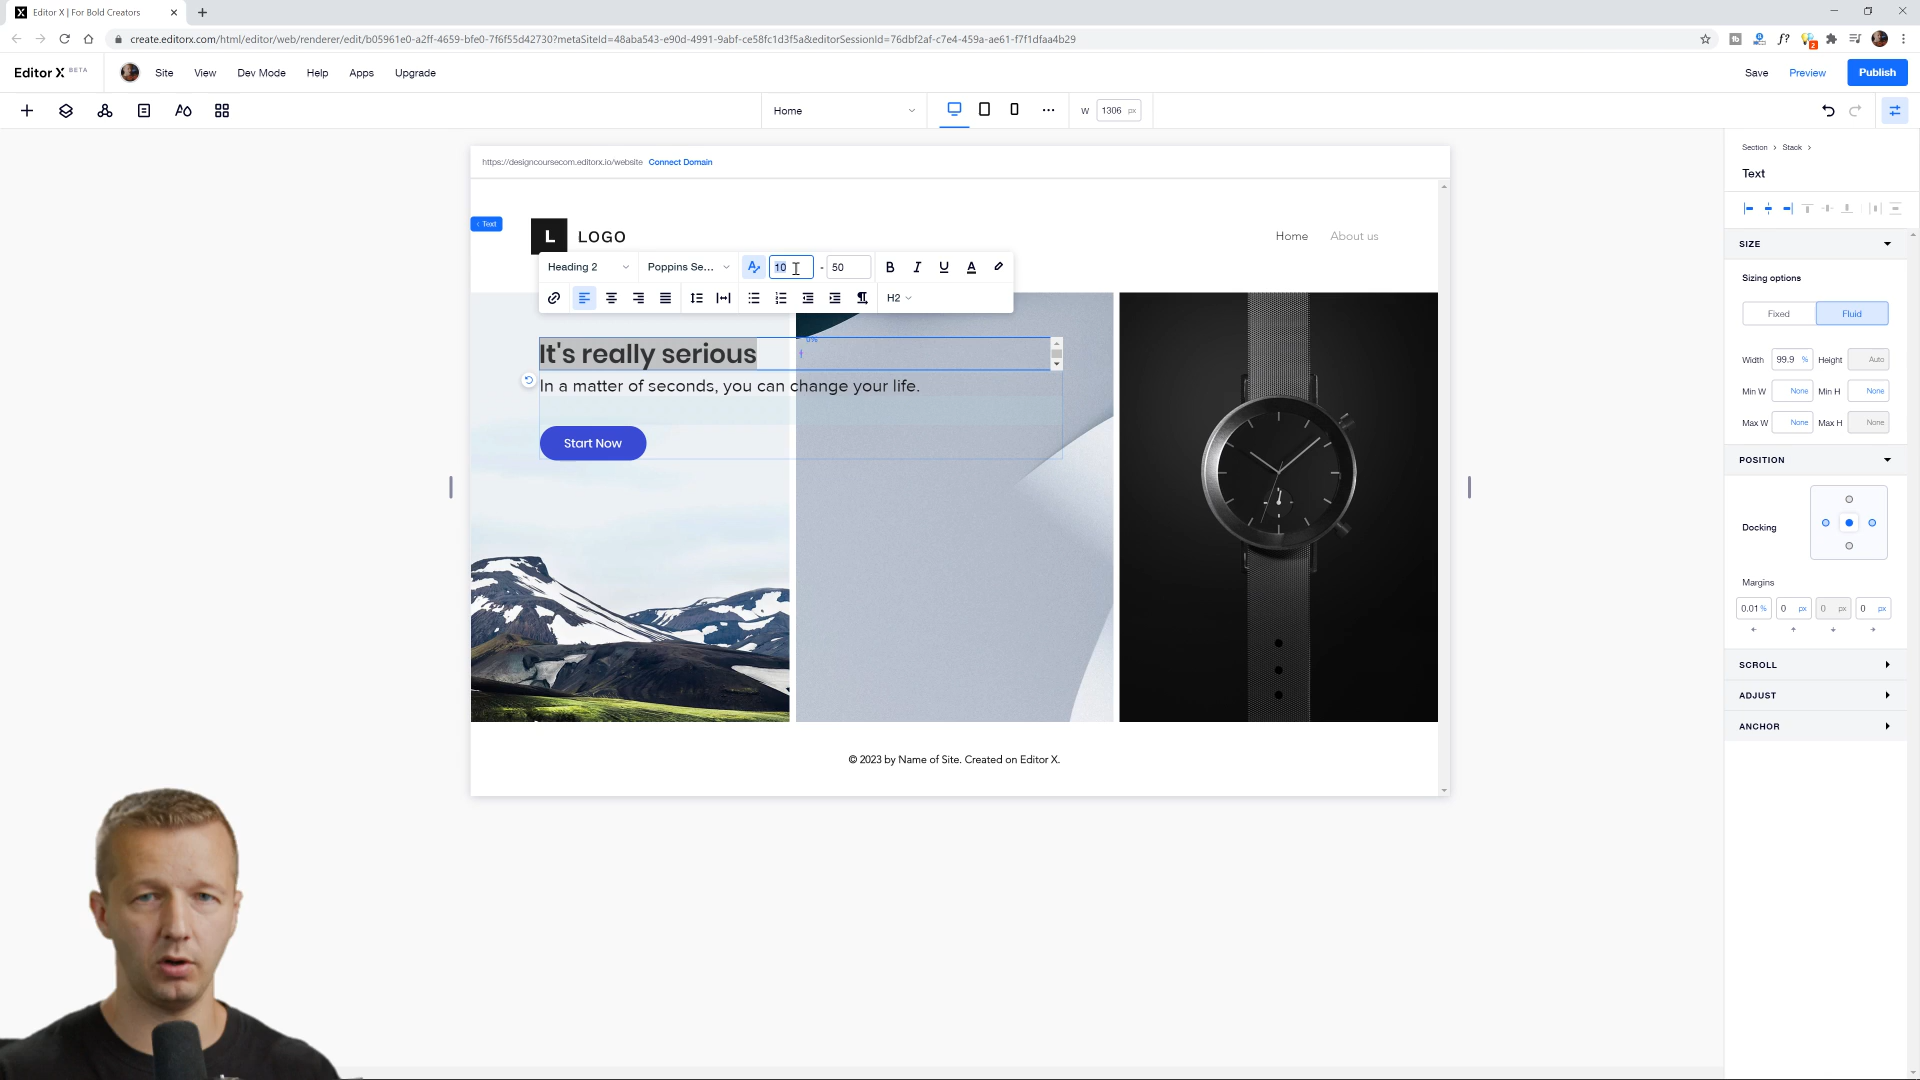 Editor X | For Bold Creators
create.editorx.com/html/editor/web/renderer/edit/b05961e0-a2ff-4659-bfe0-7f6f55d42730?metaSiteId=48aba543-e90d-4991-9abf-ce58fc1d3f5a&editorSessionId=76dbf2af-c7e4-459a-ae61-f7f1dfaa4b29
f?
2
Editor X BETA
Site
View
Dev Mode
Help
Apps
Upgrade
Save
Preview
Publish
Home
W
1306 px
https://designcoursecom.editorx.io/website Connect Domain
Text
L
LOGO
Home
About us
Heading 2
Poppins Se...
10
-
50
B
I
U
A
H2
It's really serious
In a matter of seconds, you can change your life.
Start Now
© 2023 by Name of Site. Created on Editor X.
Section > Stack >
Text
SIZE
Sizing options
Fixed
Fluid
Width 99.9 % Height Auto
Min W None Min H None
Max W None Max H None
POSITION
Docking
Margins
0.01 % 0 px 0 px 0 px
SCROLL
ADJUST
ANCHOR